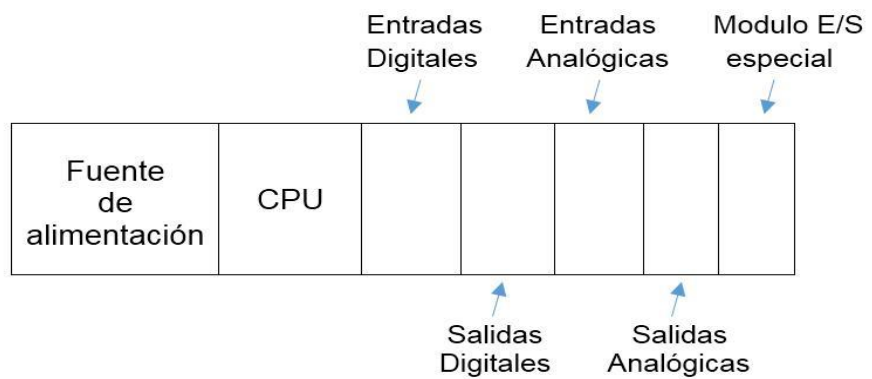 Entradas
Digitales
Entradas
Analógicas
Modulo E/S
especial
Fuente
de
alimentación
CPU
Salidas
Digitales
Salidas
Analógicas